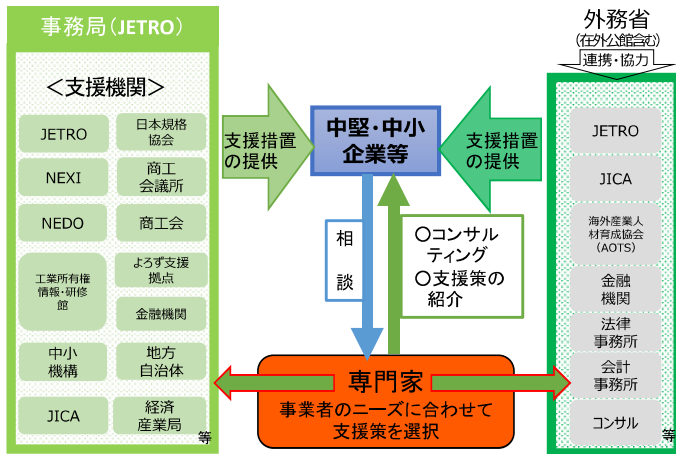 事務局（JETRO）
＜支援機関＞
JETRO
日本規格
協会
NEXI
商工
会議所
NEDO
商工会
工業所有権
情報・研修
館
よろず支援
拠点
金融機関
中小
機構
地方
自治体
JICA
経済
産業局
等
支援措置
の提供
中堅・中小
企業等
支援措置
の提供
相
談
〇コンサル
ティング
〇支援策の
紹介
専門家
事業者のニーズに合わせて
支援策を選択
外務省
（在外公館含む）
連携・協力
JETRO
JICA
海外産業人
材育成協会
（AOTS）
金融
機関
法律
事務所
会計
事務所
コンサル
等